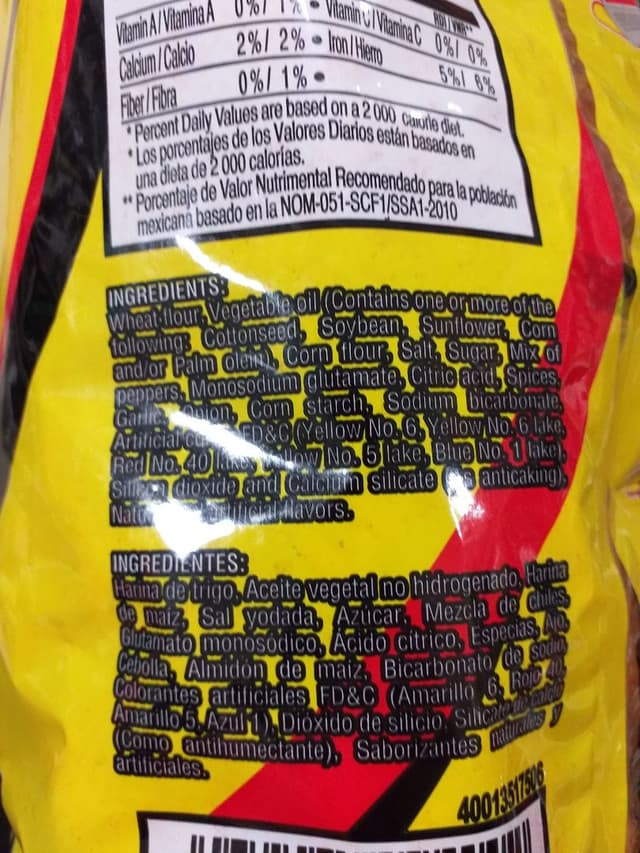 RDI / VNR**
Vitamin A / Vitamina A 0% / 1% • Vitamin C / Vitamina C 0% / 0%
Calcium / Calcio 2% / 2% • Iron / Hierro 5% / 6%
Fiber / Fibra 0% / 1% •
* Percent Daily Values are based on a 2 000 calorie diet.
* Los porcentajes de los Valores Diarios están basados en
una dieta de 2 000 calorías.
** Porcentaje de Valor Nutrimental Recomendado para la población
mexicana basado en la NOM-051-SCF1/SSA1-2010
INGREDIENTS:
Wheat flour, Vegetable oil (Contains one or more of the
following: Cottonseed, Soybean, Sunflower, Corn
and/or Palm olein), Corn flour, Salt, Sugar, Mix of
peppers, Monosodium glutamate, Citric acid, Spices,
Garlic, Onion, Corn starch, Sodium bicarbonate,
Artificial FD&C (Yellow No. 6, Yellow No. 6 lake,
Red No. 40 lake, Yellow No. 5 lake, Blue No. 1 lake),
Silicon dioxide and Calcium silicate (as anticaking),
Artificial flavors.
INGREDIENTES:
Harina de trigo, Aceite vegetal no hidrogenado, Harina
de maíz, Sal yodada, Azúcar, Mezcla de chiles,
Glutamato monosódico, Ácido cítrico, Especias, Ajo,
Cebolla, Almidón de maíz, Bicarbonato de sodio,
Colorantes artificiales FD&C (Amarillo 6, Rojo 40,
Amarillo 5, Azul 1), Dióxido de silicio, Silicato de calcio
(Como antihumectante), Saborizantes naturales y
artificiales.
40013517506